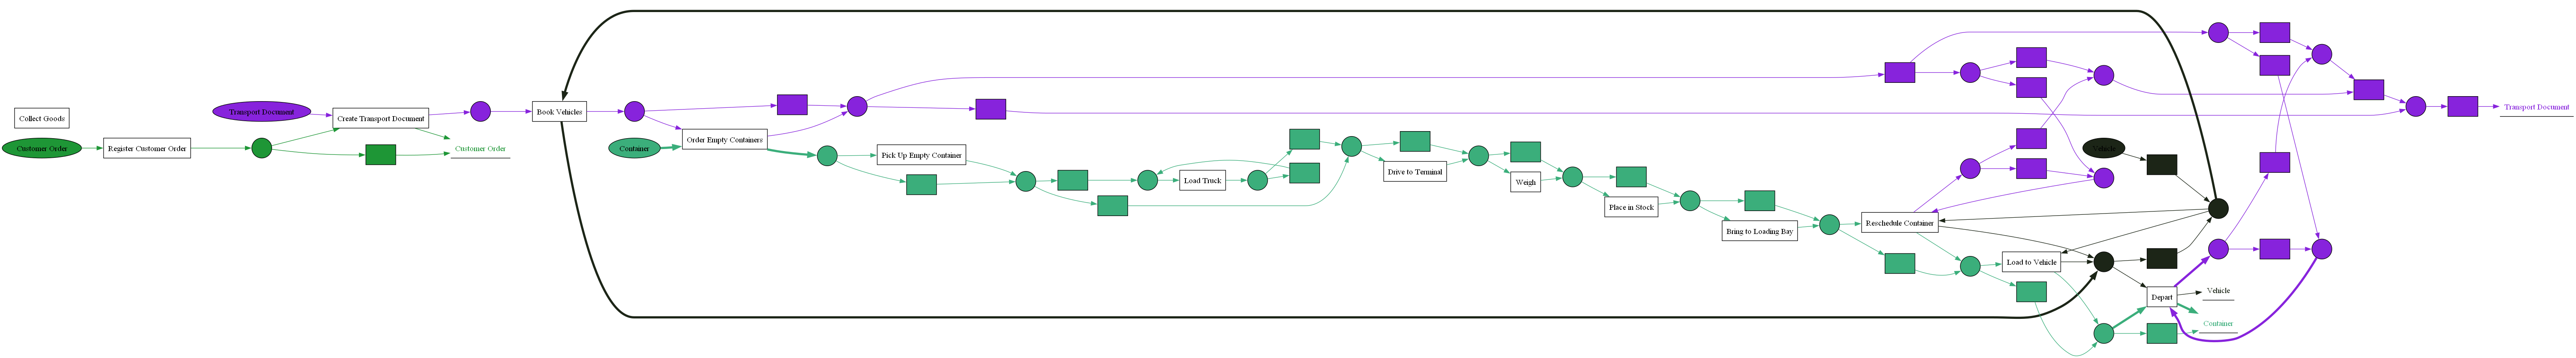 Collect Goods
Customer Order
Register Customer Order
Transport Document
Create Transport Document
Customer Order
Book Vehicles
Container
Order Empty Containers
Pick Up Empty Container
Load Truck
Drive to Terminal
Weigh
Place in Stock
Bring to Loading Bay
Reschedule Container
Load to Vehicle
Vehicle
Depart
Vehicle
Container
Transport Document